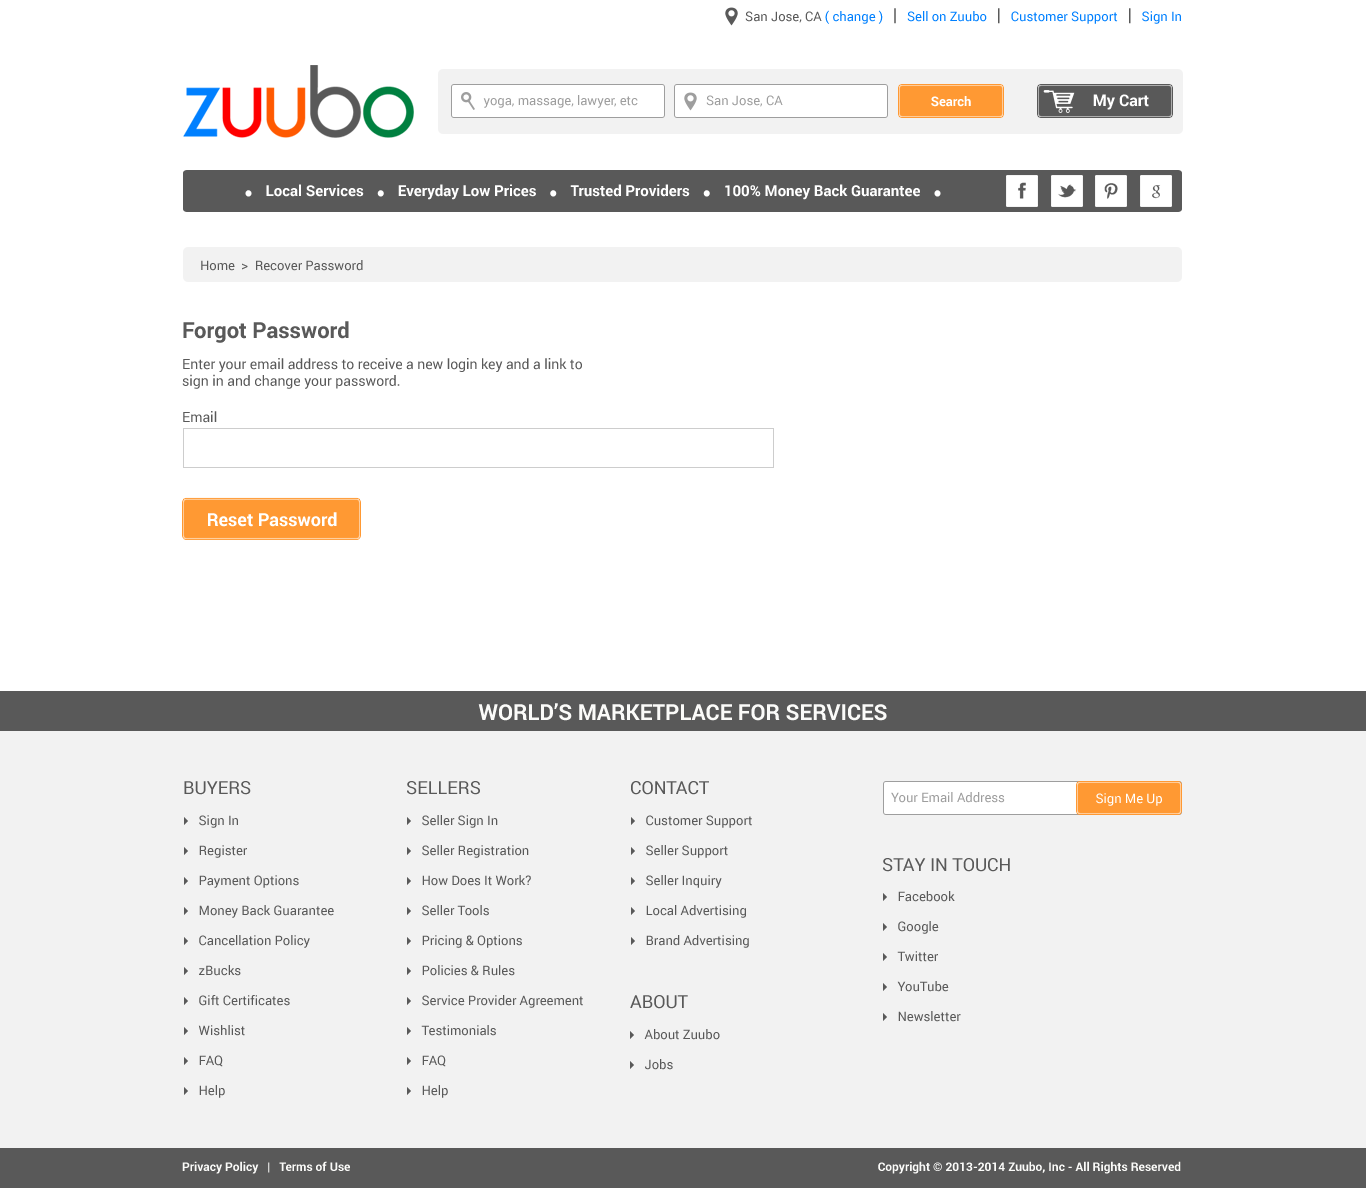 San Jose, CA ( change ) | Sell on Zuubo | Customer Support | Sign In
zuubo
yoga, massage, lawyer, etc
San Jose, CA
Search
My Cart
• Local Services • Everyday Low Prices • Trusted Providers • 100% Money Back Guarantee •
Home > Recover Password
Forgot Password
Enter your email address to receive a new login key and a link to
sign in and change your password.
Email
Reset Password
WORLD'S MARKETPLACE FOR SERVICES
BUYERS
Sign In
Register
Payment Options
Money Back Guarantee
Cancellation Policy
zBucks
Gift Certificates
Wishlist
FAQ
Help
SELLERS
Seller Sign In
Seller Registration
How Does It Work?
Seller Tools
Pricing & Options
Policies & Rules
Service Provider Agreement
Testimonials
FAQ
Help
CONTACT
Customer Support
Seller Support
Seller Inquiry
Local Advertising
Brand Advertising
ABOUT
About Zuubo
Jobs
Your Email Address
Sign Me Up
STAY IN TOUCH
Facebook
Google
Twitter
YouTube
Newsletter
Privacy Policy | Terms of Use
Copyright © 2013-2014 Zuubo, Inc - All Rights Reserved